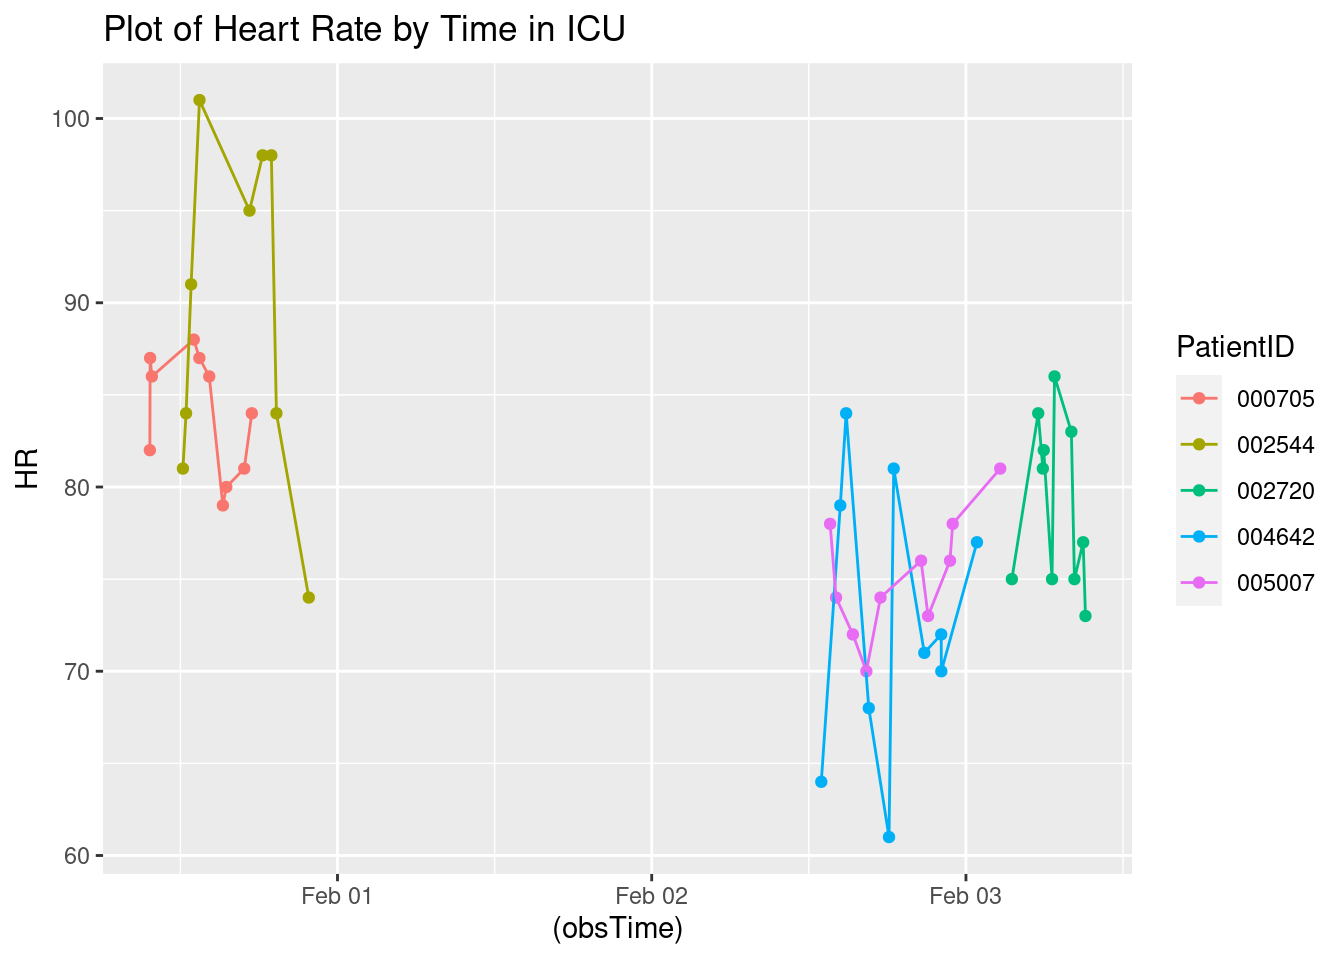 Plot of Heart Rate by Time in ICU
100
90
80
70
60
HR
Feb 01
Feb 02
Feb 03
(obsTime)
PatientID
000705
002544
002720
004642
005007